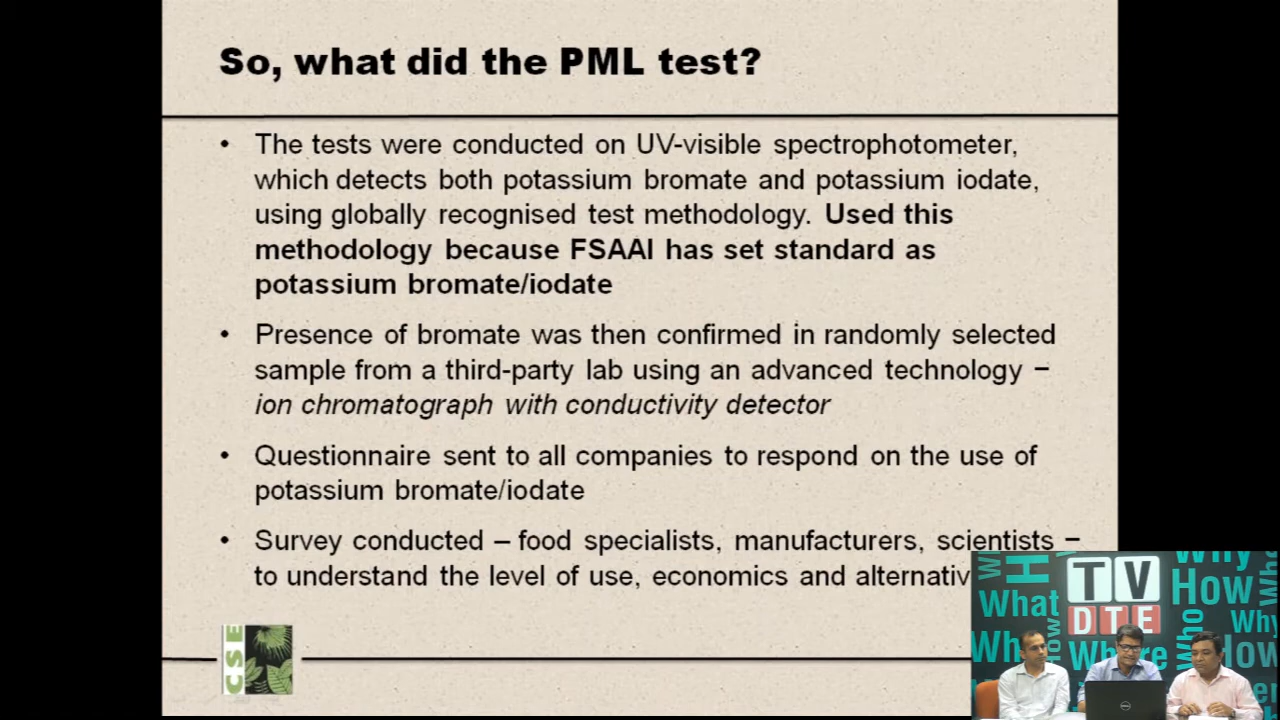 So, what did the PML test?
• The tests were conducted on UV-visible spectrophotometer,
which detects both potassium bromate and potassium iodate,
using globally recognised test methodology. Used this
methodology because FSAAI has set standard as
potassium bromate/iodate
• Presence of bromate was then confirmed in randomly selected
sample from a third-party lab using an advanced technology –
ion chromatograph with conductivity detector
• Questionnaire sent to all companies to respond on the use of
potassium bromate/iodate
• Survey conducted – food specialists, manufacturers, scientists –
to understand the level of use, economics and
CSE
TV
DTE
What
How
Why
How
Who
Why
How
DELL